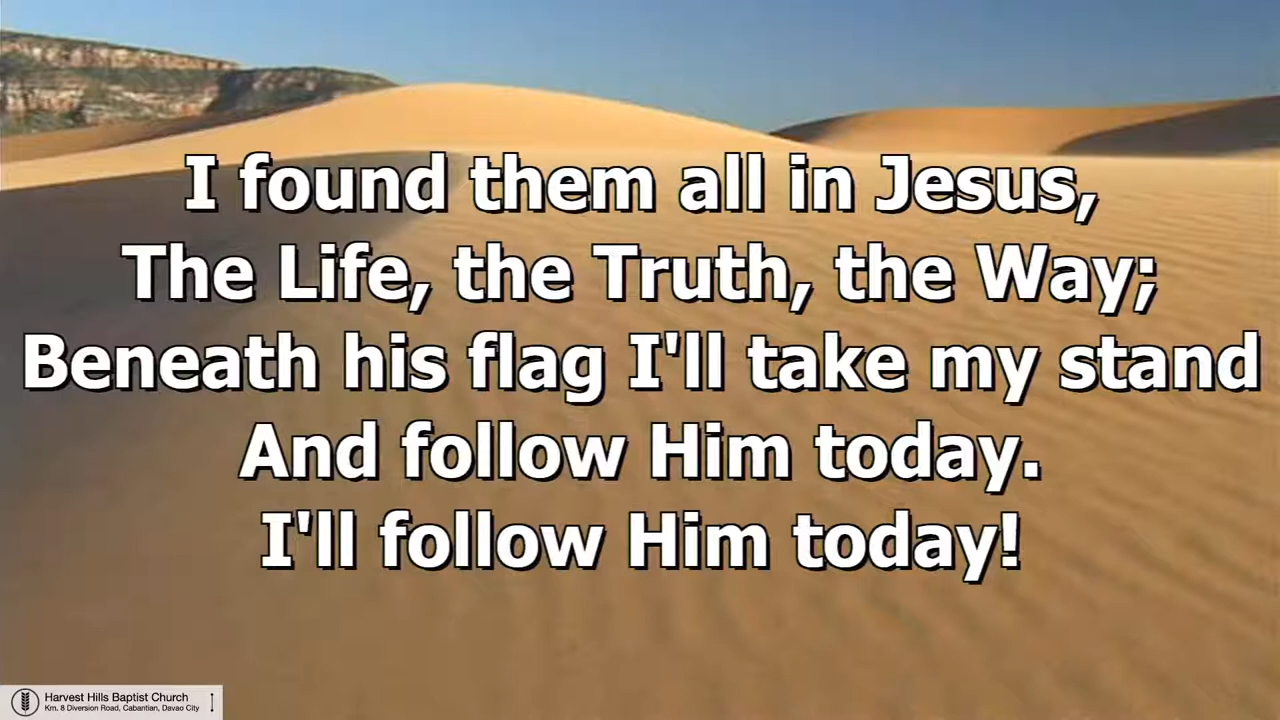 I found them all in Jesus,
The Life, the Truth, the Way;
Beneath his flag I'll take my stand
And follow Him today.
I'll follow Him today!
Harvest Hills Baptist Church
Km. 8 Diversion Road, Cabantian, Davao City